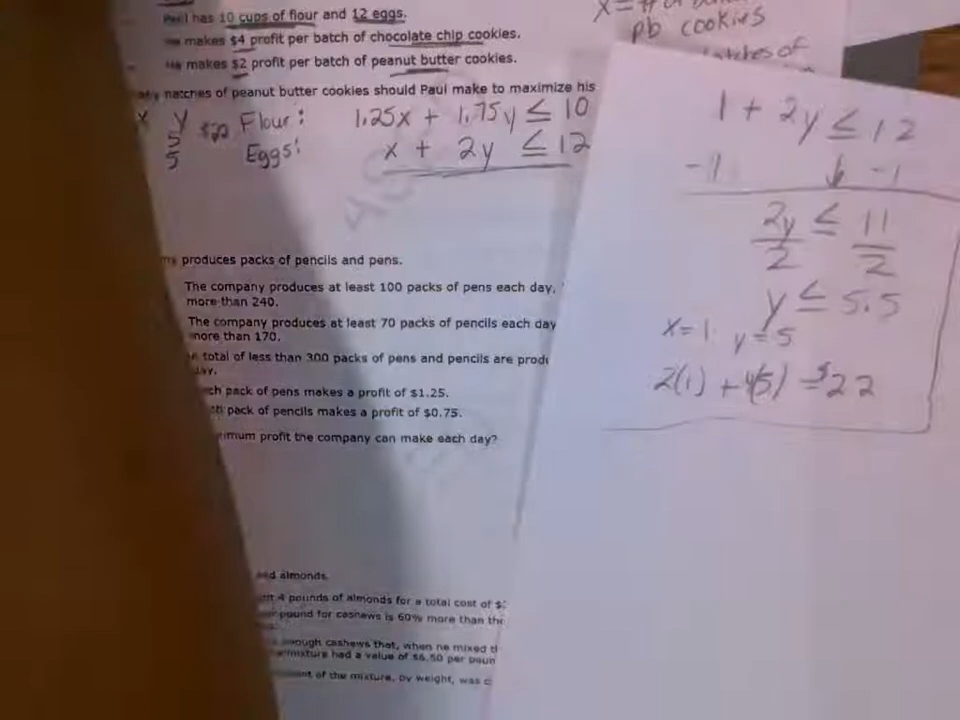 Paul has 10 cups of flour and 12 eggs.
He makes $4 profit per batch of chocolate chip cookies.
He makes $2 profit per batch of peanut butter cookies.
batches of peanut butter cookies should Paul make to maximize his
x y
5
5
$20
Flour: 1.25x + 1.75y ≤ 10
Eggs: x + 2y ≤ 12
produces packs of pencils and pens.
The company produces at least 100 packs of pens each day,
more than 240.
The company produces at least 70 packs of pencils each day
more than 170.
total of less than 300 packs of pens and pencils are
pack of pens makes a profit of $1.25.
pack of pencils makes a profit of $0.75.
profit the company can make each day?
almonds.
4 pounds of almonds for a total cost of
pound for cashews is 60% more than
enough cashews that, when he mixed
mixture had a value of $6.50 per
of the mixture, by weight, was
pb cookies
batches of
1 + 2y ≤ 12
-1 ↓ -1
2y ≤ 11
2 2
y ≤ 5.5
x=1 y=5
2(1) + 4(5) = $22